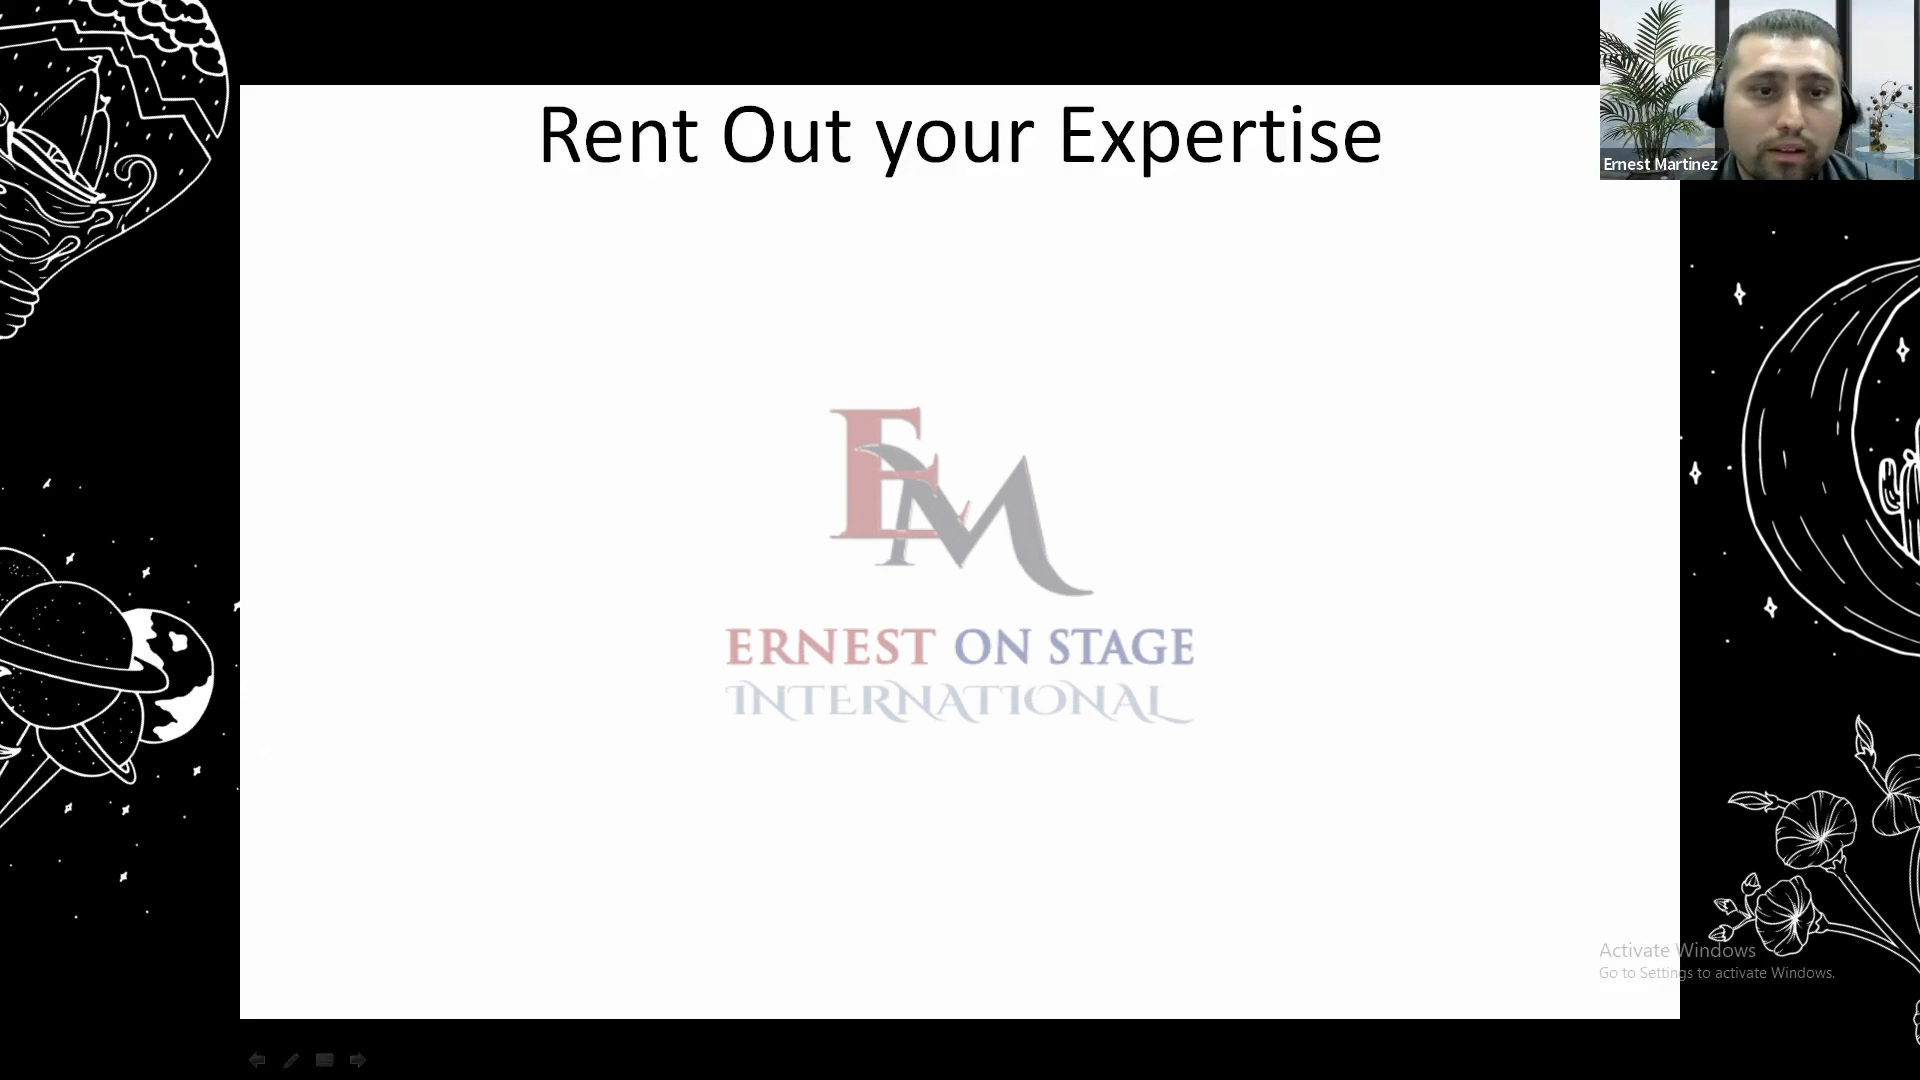 Rent Out your Expertise
Ernest Martinez
EM
ERNEST ON STAGE
INTERNATIONAL
Activate Windows
Go to Settings to activate Windows.